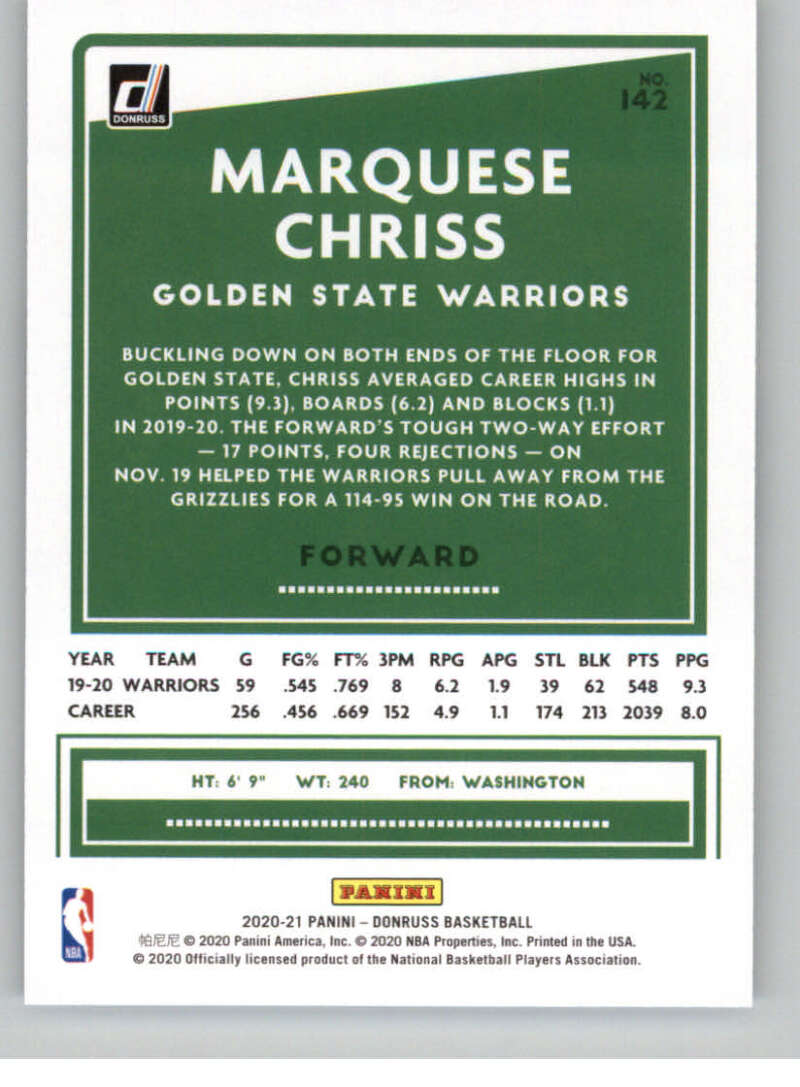 DONRUSS
NO.
142
MARQUESE
CHRISS
GOLDEN STATE WARRIORS
BUCKLING DOWN ON BOTH ENDS OF THE FLOOR FOR
GOLDEN STATE, CHRISS AVERAGED CAREER HIGHS IN
POINTS (9.3), BOARDS (6.2) AND BLOCKS (1.1)
IN 2019-20. THE FORWARD'S TOUGH TWO-WAY EFFORT
— 17 POINTS, FOUR REJECTIONS — ON
NOV. 19 HELPED THE WARRIORS PULL AWAY FROM THE
GRIZZLIES FOR A 114-95 WIN ON THE ROAD.
FORWARD
YEAR TEAM G FG% FT% 3PM RPG APG STL BLK PTS PPG
19-20 WARRIORS 59 .545 .769 8 6.2 1.9 39 62 548 9.3
CAREER 256 .456 .669 152 4.9 1.1 174 213 2039 8.0
HT: 6' 9" WT: 240 FROM: WASHINGTON
PANINI
2020-21 PANINI – DONRUSS BASKETBALL
帕尼尼 © 2020 Panini America, Inc. © 2020 NBA Properties, Inc. Printed in the USA.
© 2020 Officially licensed product of the National Basketball Players Association.
NBA